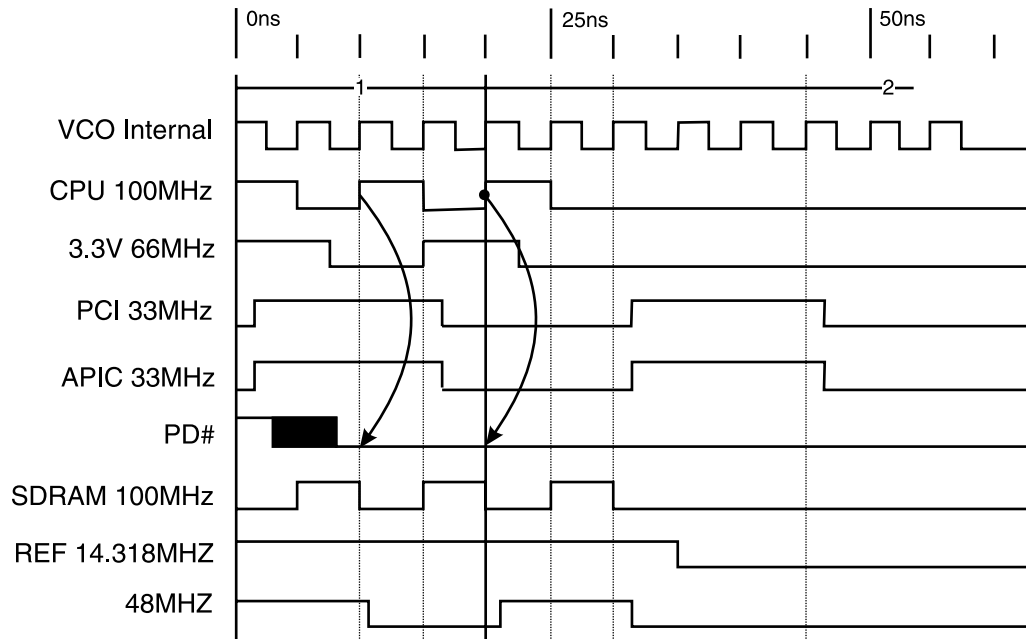 0ns 25ns 50ns
1 2
VCO Internal
CPU 100MHz
3.3V 66MHz
PCI 33MHz
APIC 33MHz
PD#
SDRAM 100MHz
REF 14.318MHZ
48MHZ